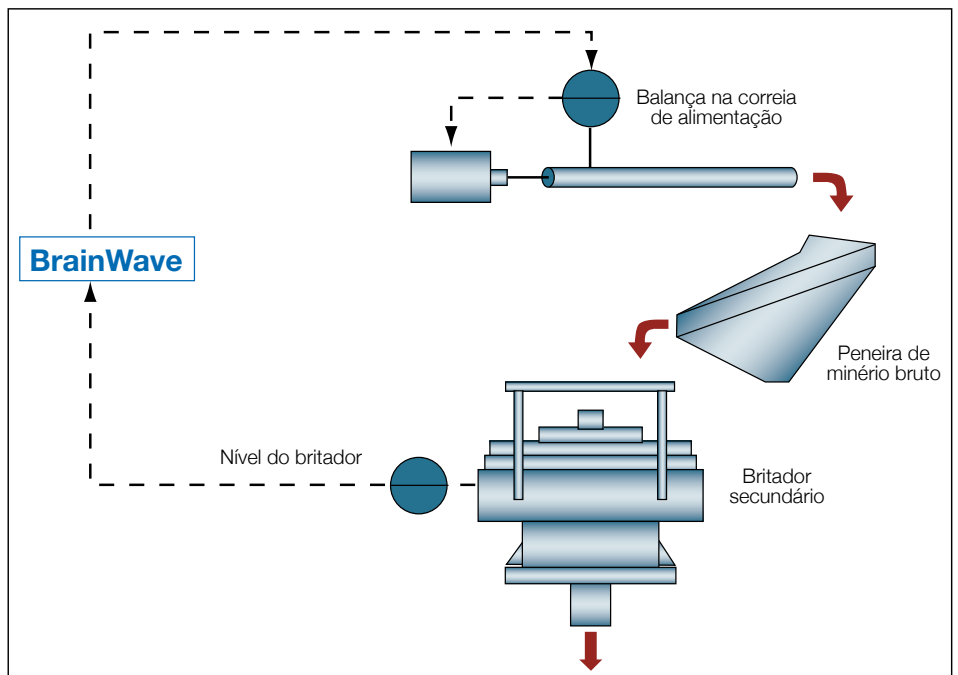 Balança na correia
de alimentação
BrainWave
Peneira de
minério bruto
Nível do britador
Britador
secundário